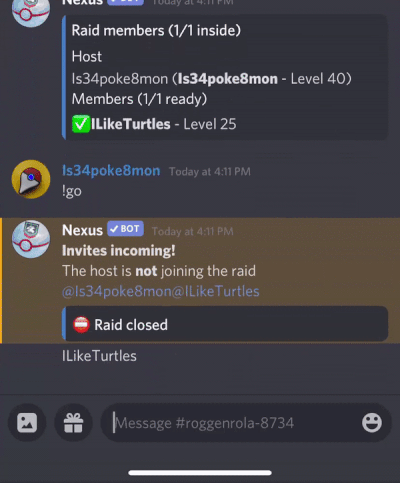 Nexus BOT Today at 4:11 PM
Raid members (1/1 inside)
Host
Is34poke8mon (Is34poke8mon - Level 40)
Members (1/1 ready)
✅ILikeTurtles - Level 25
Is34poke8mon Today at 4:11 PM
!go
Nexus ✔BOT Today at 4:11 PM
Invites incoming!
The host is not joining the raid
@Is34poke8mon@ILikeTurtles
⛔ Raid closed
ILikeTurtles
Message #roggenrola-8734